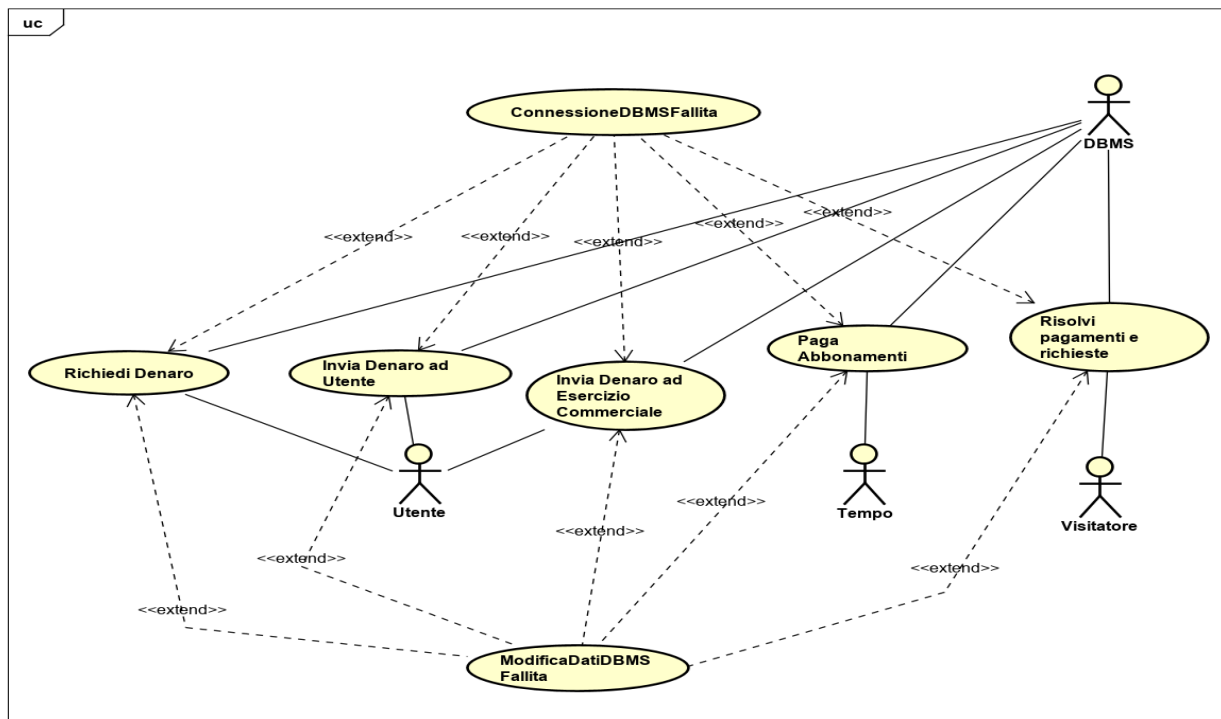 uc
ConnessioneDBMSFallita
DBMS
<<extend>>
<<extend>>
<<extend>>
<<extend>>
<<extend>>
Richiedi Denaro
Invia Denaro ad
Utente
Invia Denaro ad
Esercizio
Commerciale
Paga
Abbonamenti
Risolvi
pagamenti e
richieste
Utente
Tempo
Visitatore
<<extend>>
<<extend>>
<<extend>>
<<extend>>
<<extend>>
ModificaDatiDBMS
Fallita